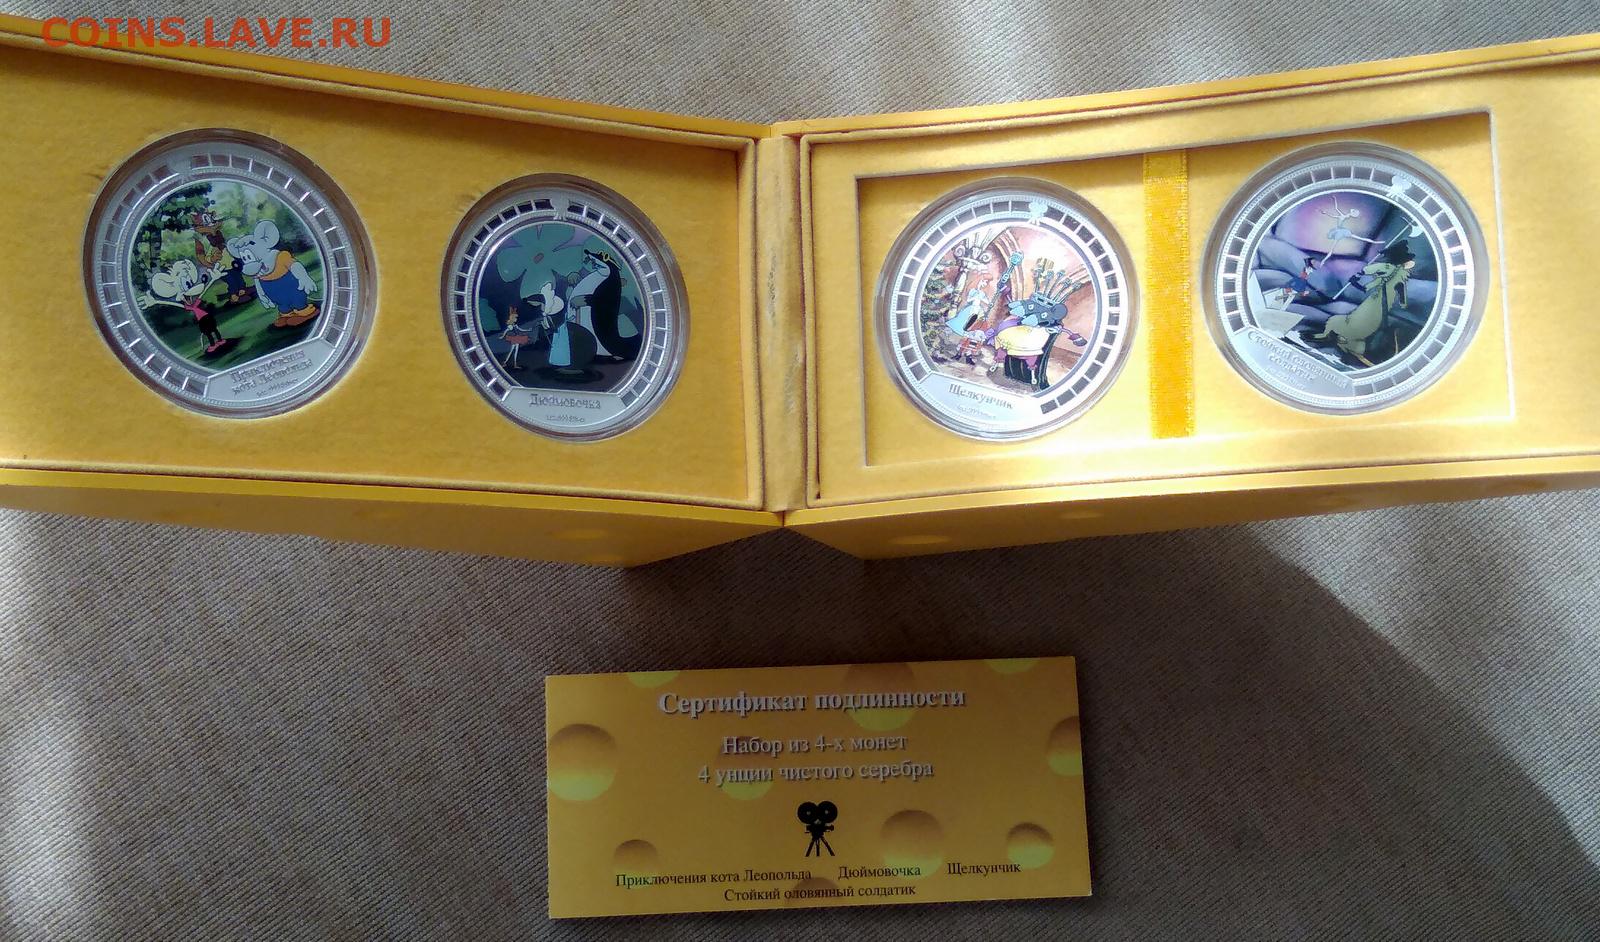 COINS.LAVE.RU
Приключения
кота Леопольда
Дюймовочка
Щелкунчик
Стойкий оловянный
солдатик
Сертификат подлинности
Набор из 4-х монет
4 унции чистого серебра
Приключения кота Леопольда Дюймовочка Щелкунчик
Стойкий оловянный солдатик